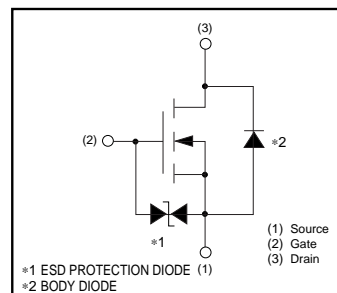 (3)
(2)
∗2
∗1
(1)
(1) Source
(2) Gate
(3) Drain
∗1 ESD PROTECTION DIODE
∗2 BODY DIODE